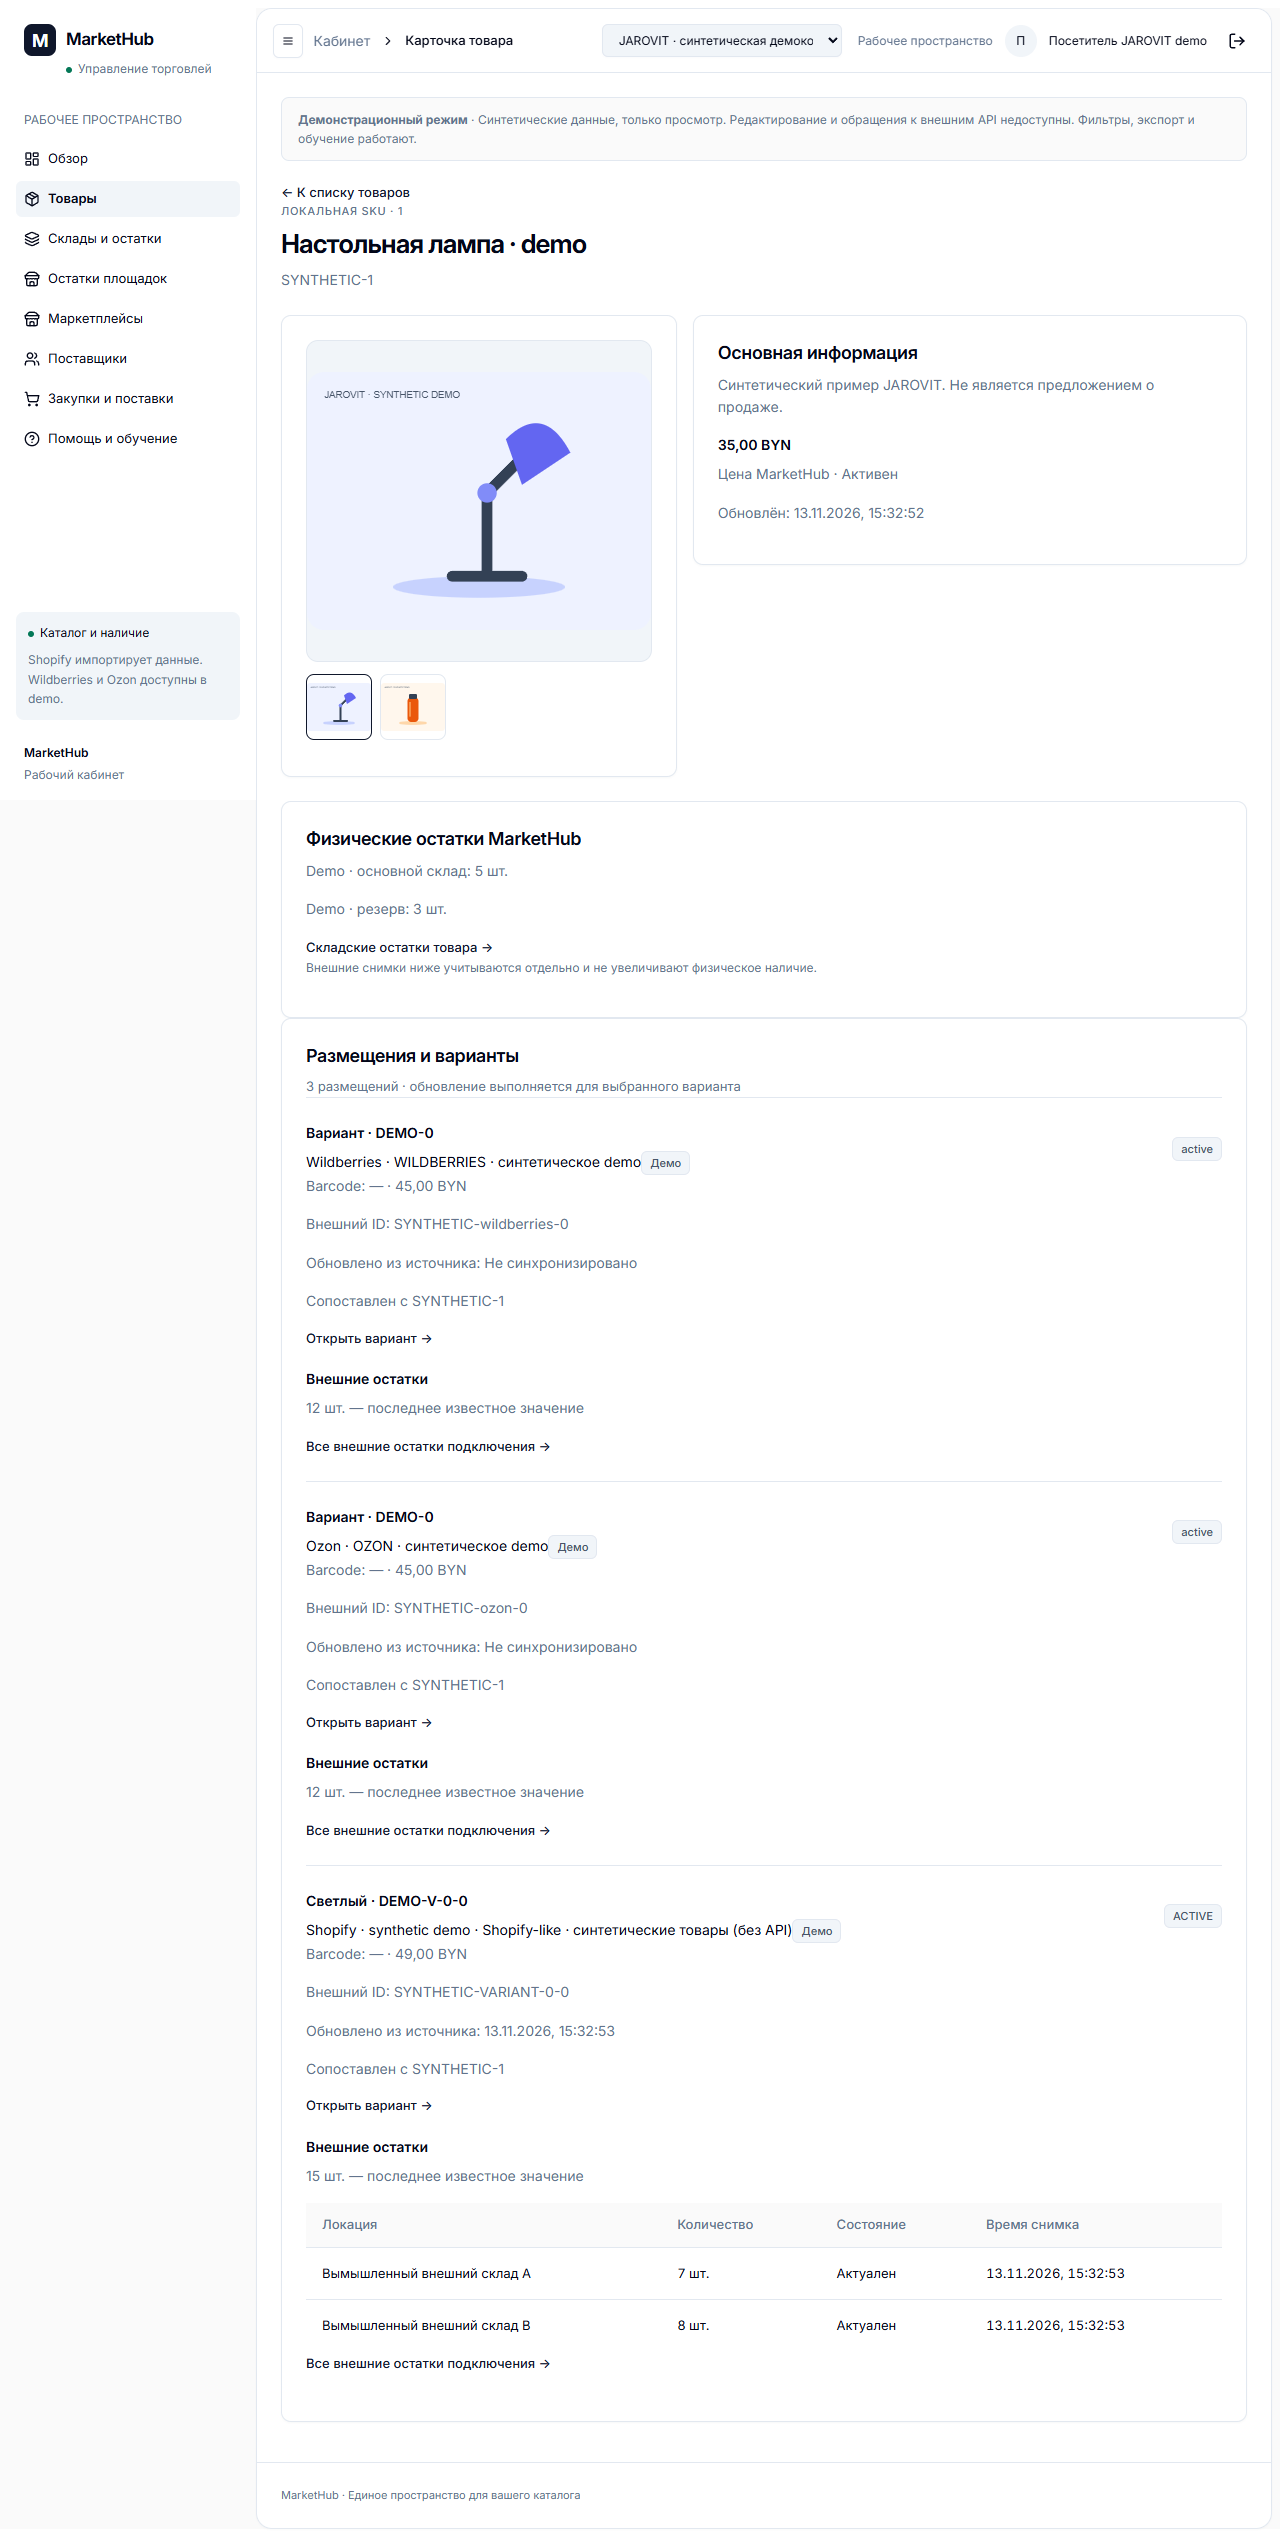 M MarketHub
Управление торговлей
РАБОЧЕЕ ПРОСТРАНСТВО
Обзор
Товары
Склады и остатки
Остатки площадок
Маркетплейсы
Поставщики
Закупки и поставки
Помощь и обучение
Каталог и наличие
Shopify импортирует данные.
Wildberries и Ozon доступны в
demo.
MarketHub
Рабочий кабинет
Кабинет
Карточка товара
JAROVIT · синтетическая демоко
Рабочее пространство
П
Посетитель JAROVIT demo
Демонстрационный режим · Синтетические данные, только просмотр. Редактирование и обращения к внешним API недоступны. Фильтры, экспорт и
обучение работают.
← К списку товаров
ЛОКАЛЬНАЯ SKU · 1
Настольная лампа · demo
SYNTHETIC-1
JAROVIT · SYNTHETIC DEMO
Основная информация
Синтетический пример JAROVIT. Не является предложением о
продаже.
35,00 BYN
Цена MarketHub · Активен
Обновлён: 13.11.2026, 15:32:52
Физические остатки MarketHub
Demo · основной склад: 5 шт.
Demo · резерв: 3 шт.
Складские остатки товара →
Внешние снимки ниже учитываются отдельно и не увеличивают физическое наличие.
Размещения и варианты
3 размещений · обновление выполняется для выбранного варианта
Вариант · DEMO-0
active
Wildberries · WILDBERRIES · синтетическое demo Демо
Barcode: — · 45,00 BYN
Внешний ID: SYNTHETIC-wildberries-0
Обновлено из источника: Не синхронизировано
Сопоставлен с SYNTHETIC-1
Открыть вариант →
Внешние остатки
12 шт. — последнее известное значение
Все внешние остатки подключения →
Вариант · DEMO-0
active
Ozon · OZON · синтетическое demo Демо
Barcode: — · 45,00 BYN
Внешний ID: SYNTHETIC-ozon-0
Обновлено из источника: Не синхронизировано
Сопоставлен с SYNTHETIC-1
Открыть вариант →
Внешние остатки
12 шт. — последнее известное значение
Все внешние остатки подключения →
Светлый · DEMO-V-0-0
ACTIVE
Shopify · synthetic demo · Shopify-like · синтетические товары (без API) Демо
Barcode: — · 49,00 BYN
Внешний ID: SYNTHETIC-VARIANT-0-0
Обновлено из источника: 13.11.2026, 15:32:53
Сопоставлен с SYNTHETIC-1
Открыть вариант →
Внешние остатки
15 шт. — последнее известное значение
Локация Количество Состояние Время снимка
Вымышленный внешний склад A 7 шт. Актуален 13.11.2026, 15:32:53
Вымышленный внешний склад B 8 шт. Актуален 13.11.2026, 15:32:53
Все внешние остатки подключения →
MarketHub · Единое пространство для вашего каталога